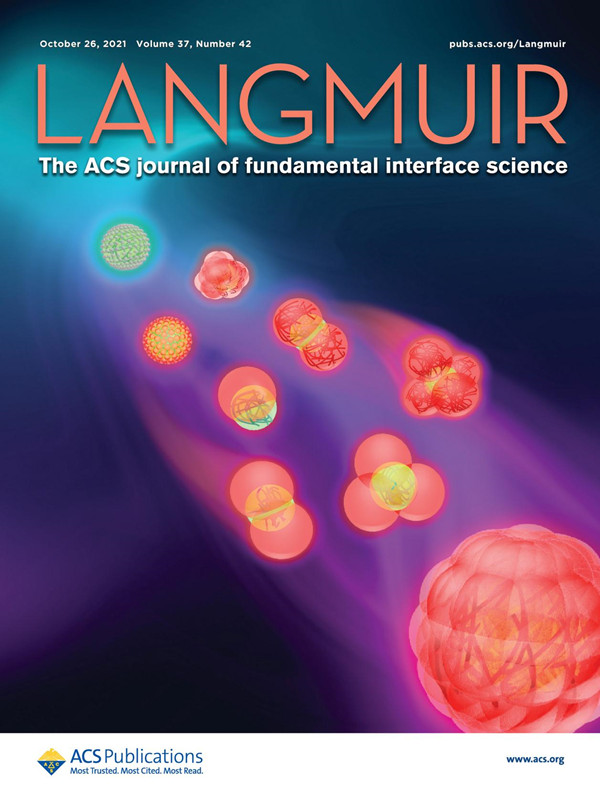 October 26, 2021 Volume 37, Number 42 pubs.acs.org/Langmuir
LANGMUIR
The ACS journal of fundamental interface science
ACS Publications
Most Trusted. Most Cited. Most Read.
www.acs.org